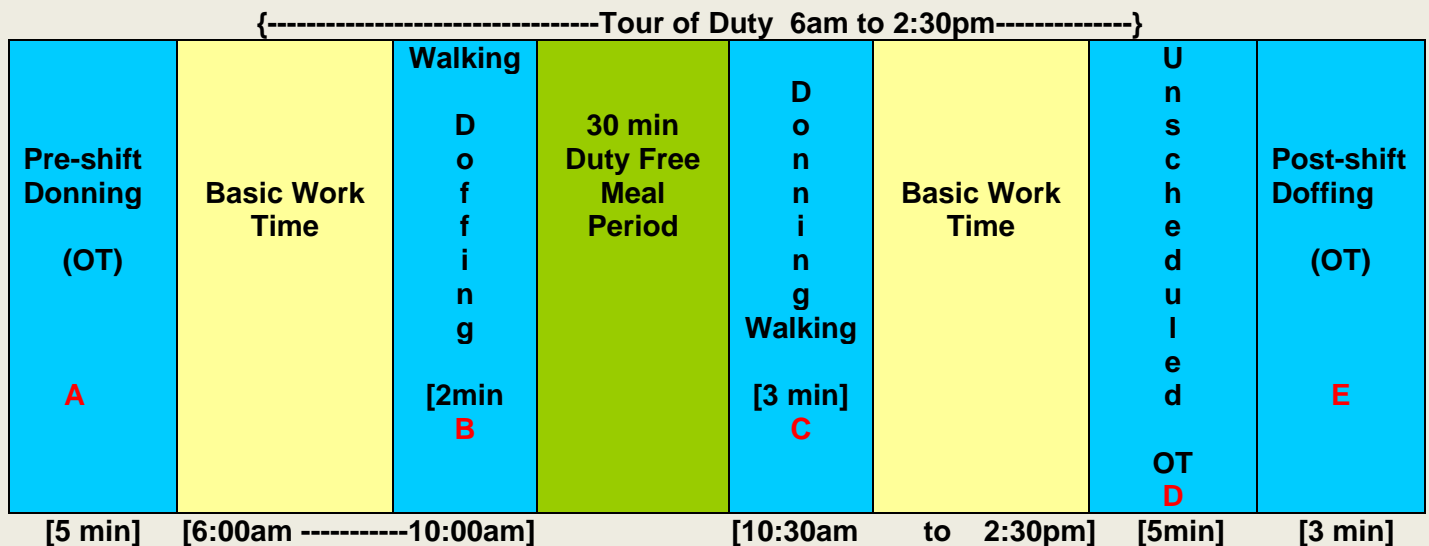 {---------------------------------Tour of Duty 6am to 2:30pm--------------}
Pre-shift
Donning
(OT)
A
Basic Work
Time
Walking
D
o
f
f
i
n
g
[2min
B
30 min
Duty Free
Meal
Period
D
o
n
n
i
n
g
Walking
[3 min]
C
Basic Work
Time
U
n
s
c
h
e
d
u
l
e
d
OT
D
Post-shift
Doffing
(OT)
E
[5 min] [6:00am -----------10:00am] [10:30am to 2:30pm] [5min] [3 min]